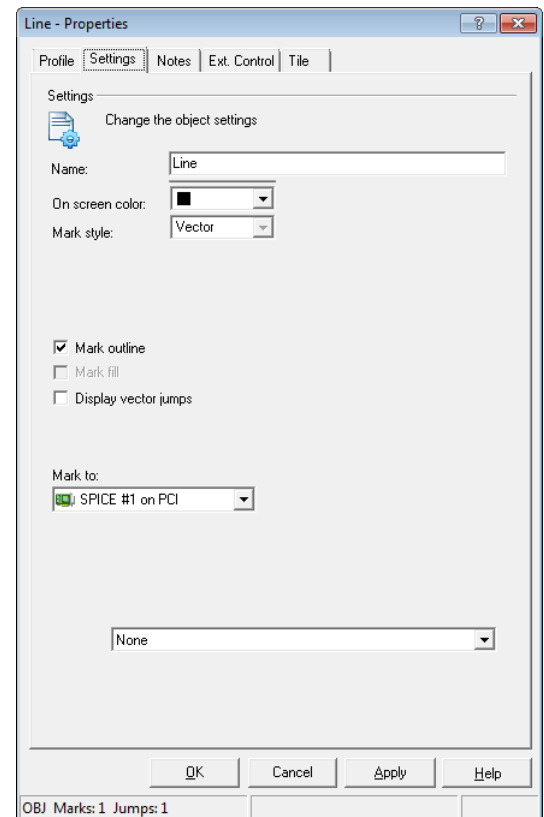 Line - Properties
Profile Settings Notes Ext. Control Tile
Settings
Change the object settings
Name: Line
On screen color:
Mark style: Vector
Mark outline
Mark fill
Display vector jumps
Mark to:
SPICE #1 on PCI
None
OK Cancel Apply Help
OBJ Marks: 1 Jumps: 1